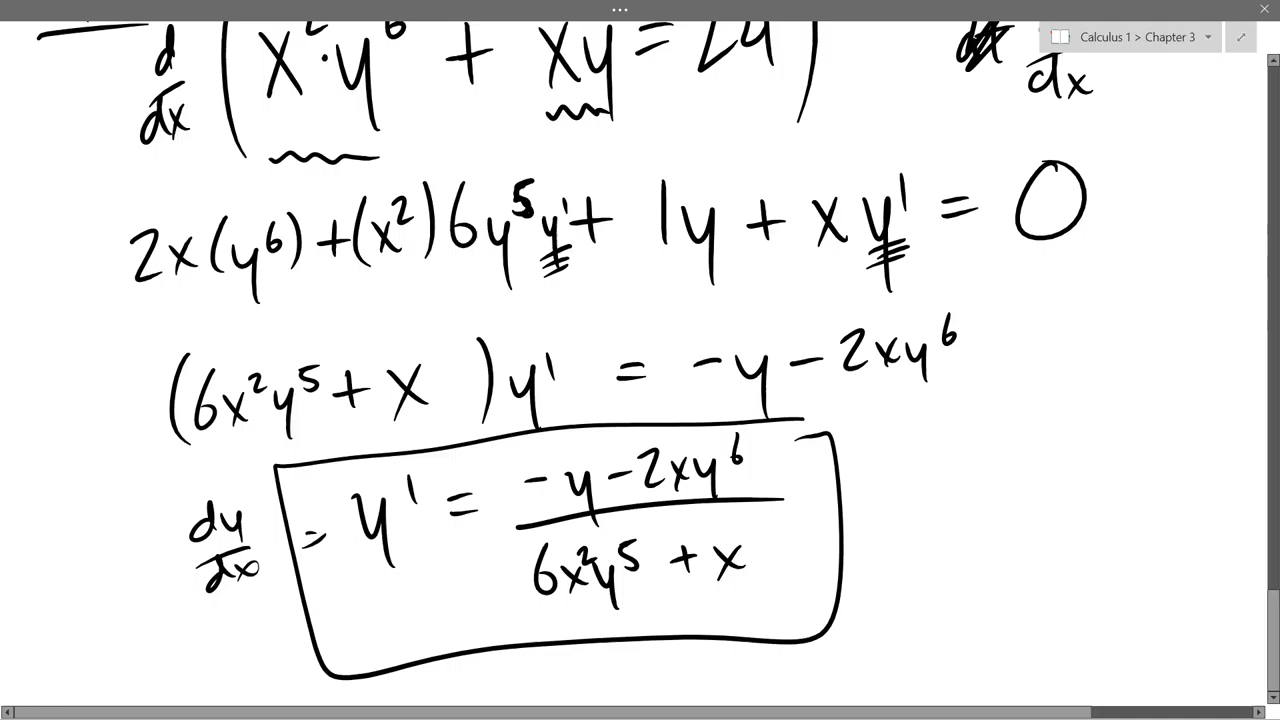 Calculus 1 > Chapter 3
d/dx (x²·y⁶ + xy = 24)
dx
2x(y⁶) + (x²)6y⁵y' + 1y + xy' = 0
(6x²y⁵ + x )y' = -y - 2xy⁶
dy/dx = y' = (-y - 2xy⁶)/(6x²y⁵ + x)